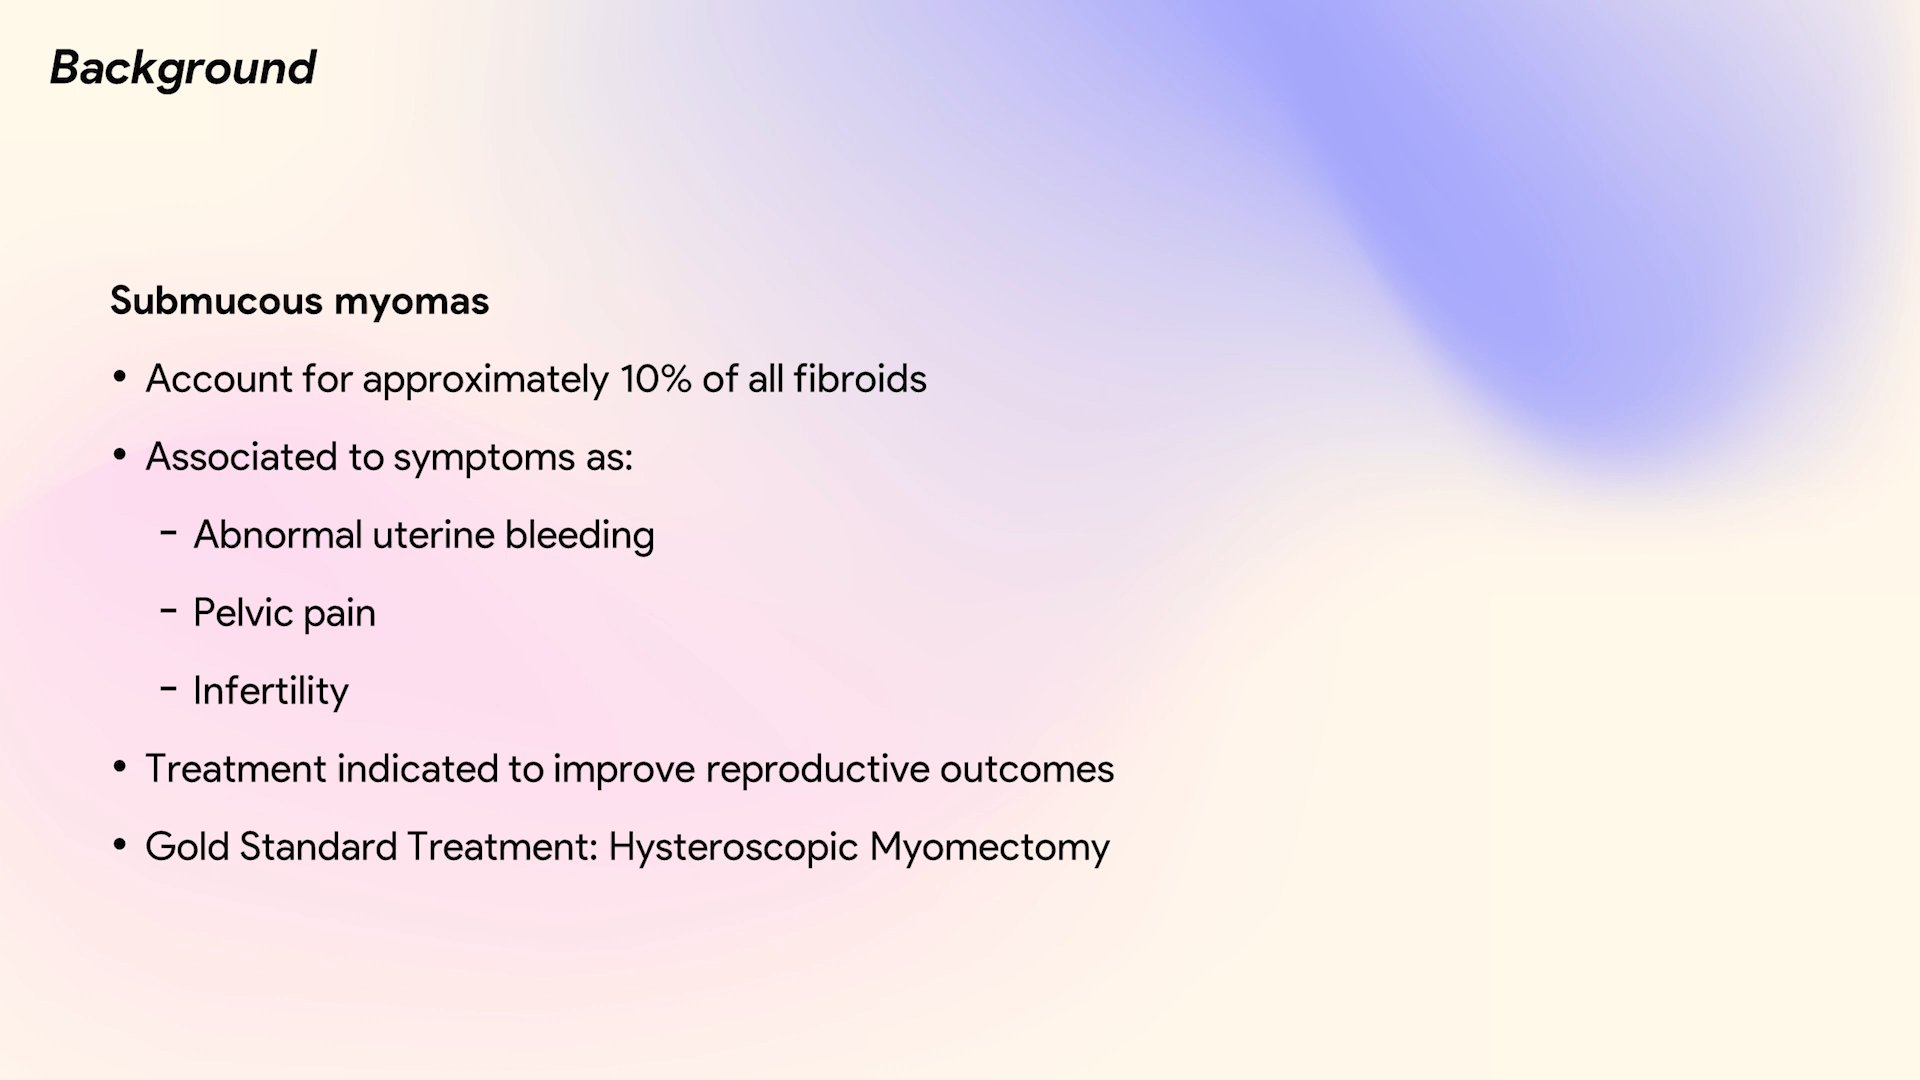 Background
Submucous myomas
• Account for approximately 10% of all fibroids
• Associated to symptoms as:
– Abnormal uterine bleeding
– Pelvic pain
– Infertility
• Treatment indicated to improve reproductive outcomes
• Gold Standard Treatment: Hysteroscopic Myomectomy